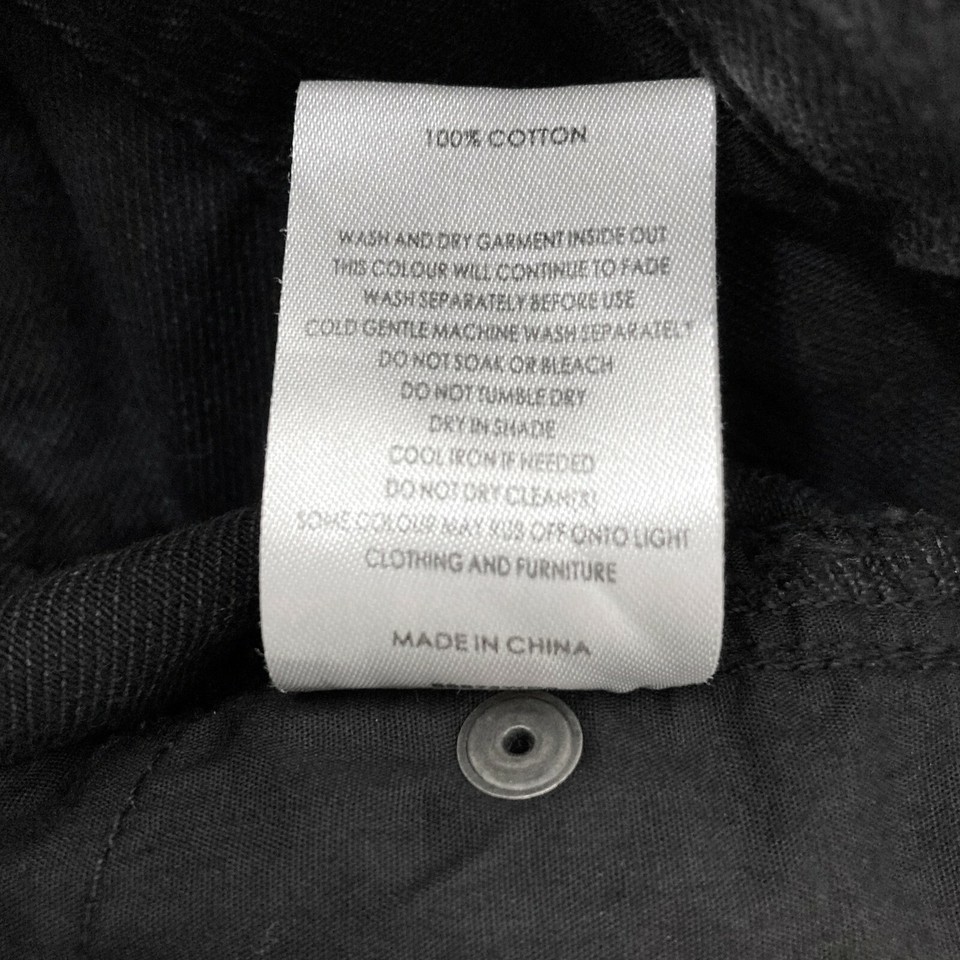 100% COTTON
WASH AND DRY GARMENT INSIDE OUT
THIS COLOUR WILL CONTINUE TO FADE
WASH SEPARATELY BEFORE USE
COLD GENTLE MACHINE WASH SEPARATELY
DO NOT SOAK OR BLEACH
DO NOT TUMBLE DRY
DRY IN SHADE
COOL IRON IF NEEDED
DO NOT DRY CLEAN(X)
SOME COLOUR MAY RUB OFF ONTO LIGHT
CLOTHING AND FURNITURE
MADE IN CHINA